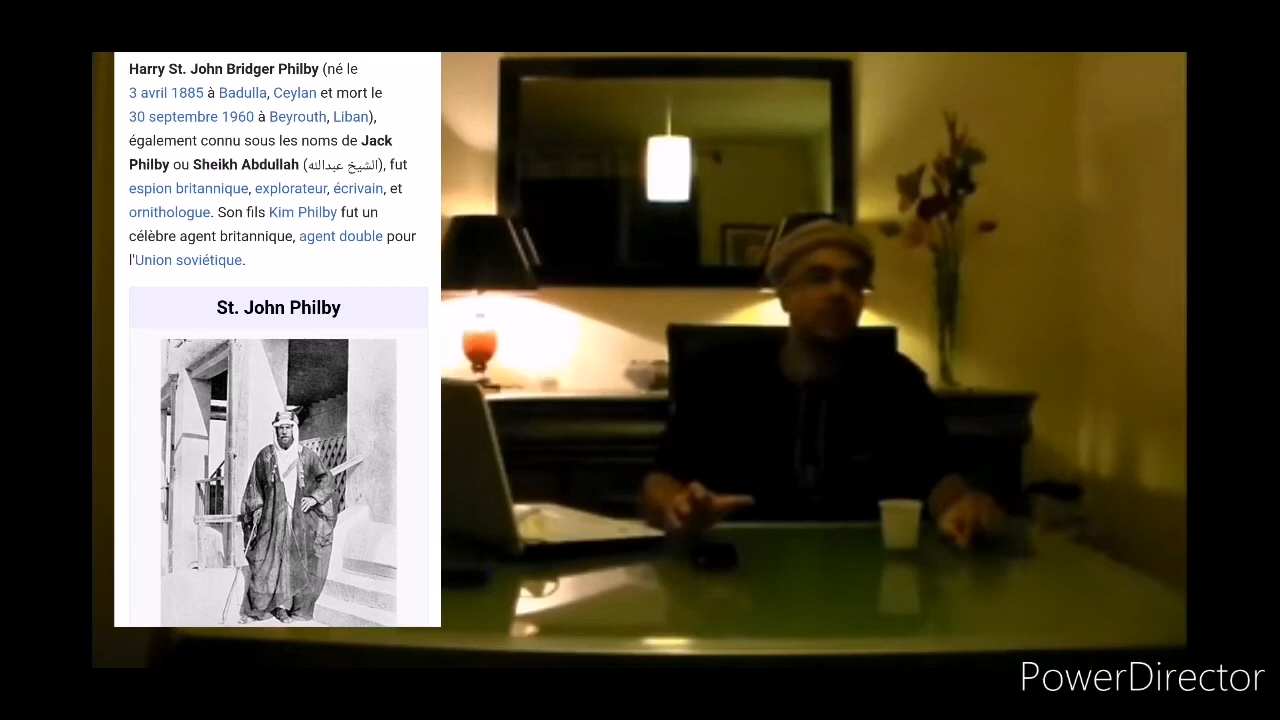 Harry St. John Bridger Philby (né le
3 avril 1885 à Badulla, Ceylan et mort le
30 septembre 1960 à Beyrouth, Liban),
également connu sous les noms de Jack
Philby ou Sheikh Abdullah (الشيخ عبدالله), fut
espion britannique, explorateur, écrivain, et
ornithologue. Son fils Kim Philby fut un
célèbre agent britannique, agent double pour
l'Union soviétique.
St. John Philby
PowerDirector